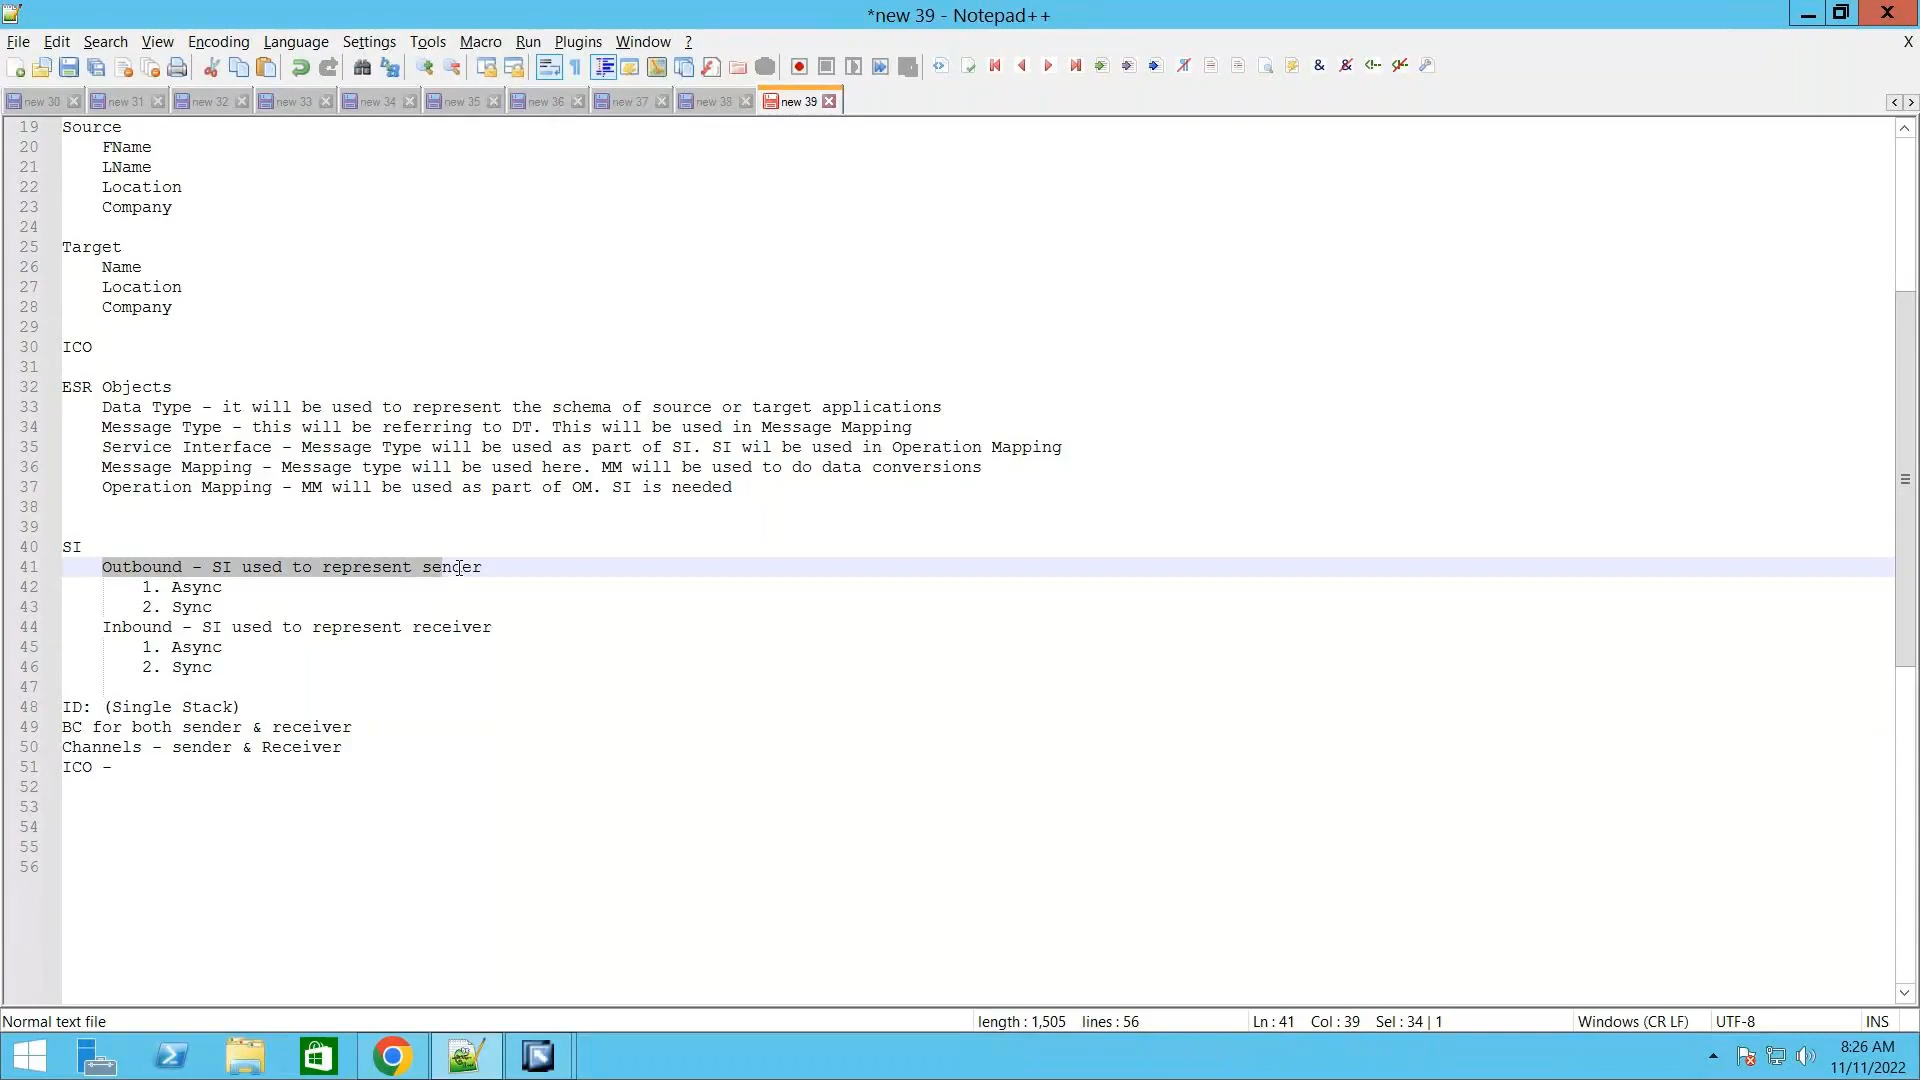 *new 39 - Notepad++
File Edit Search View Encoding Language Settings Tools Macro Run Plugins Window ? X
new 30 new 31 new 32 new 33 new 34 new 35 new 36 new 37 new 38 new 39
19 Source
20 FName
21 LName
22 Location
23 Company
24
25 Target
26 Name
27 Location
28 Company
29
30 ICO
31
32 ESR Objects
33 Data Type - it will be used to represent the schema of source or target applications
34 Message Type - this will be referring to DT. This will be used in Message Mapping
35 Service Interface - Message Type will be used as part of SI. SI wil be used in Operation Mapping
36 Message Mapping - Message type will be used here. MM will be used to do data conversions
37 Operation Mapping - MM will be used as part of OM. SI is needed
38
39
40 SI
41 Outbound - SI used to represent sender
42 1. Async
43 2. Sync
44 Inbound - SI used to represent receiver
45 1. Async
46 2. Sync
47
48 ID: (Single Stack)
49 BC for both sender & receiver
50 Channels - sender & Receiver
51 ICO -
52
53
54
55
56
Normal text file length : 1,505 lines : 56 Ln : 41 Col : 39 Sel : 34 | 1 Windows (CR LF) UTF-8 INS
8:26 AM
11/11/2022